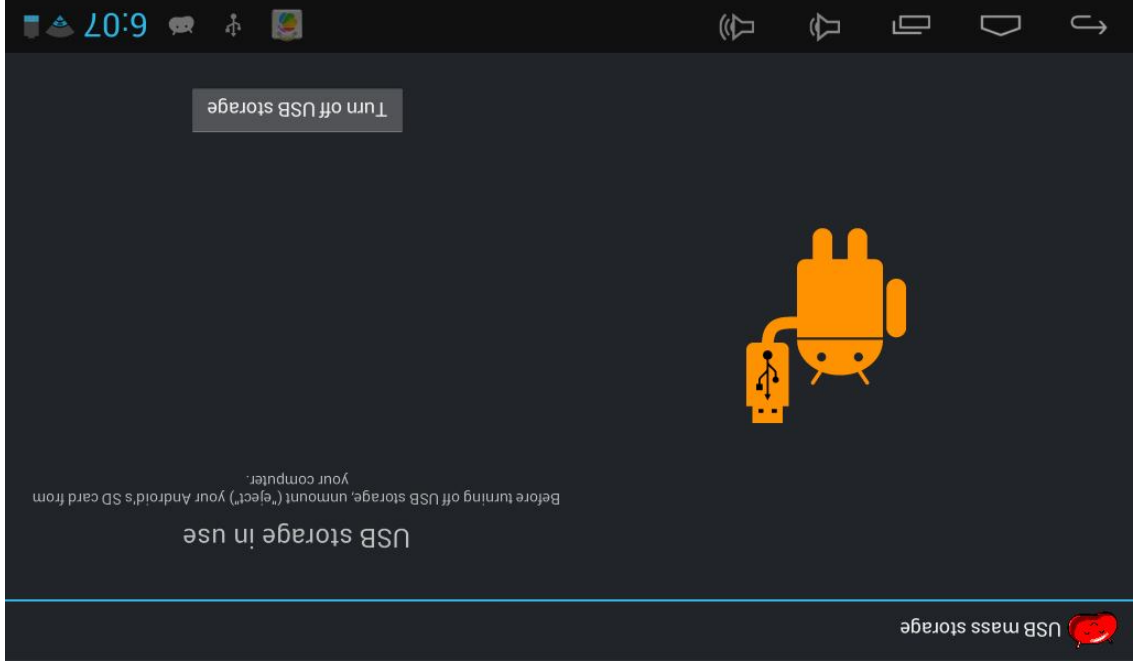 USB mass storage
USB storage in use
Before turning off USB storage, unmount ("eject") your Android's SD card from
your computer.
Turn off USB storage
6:07